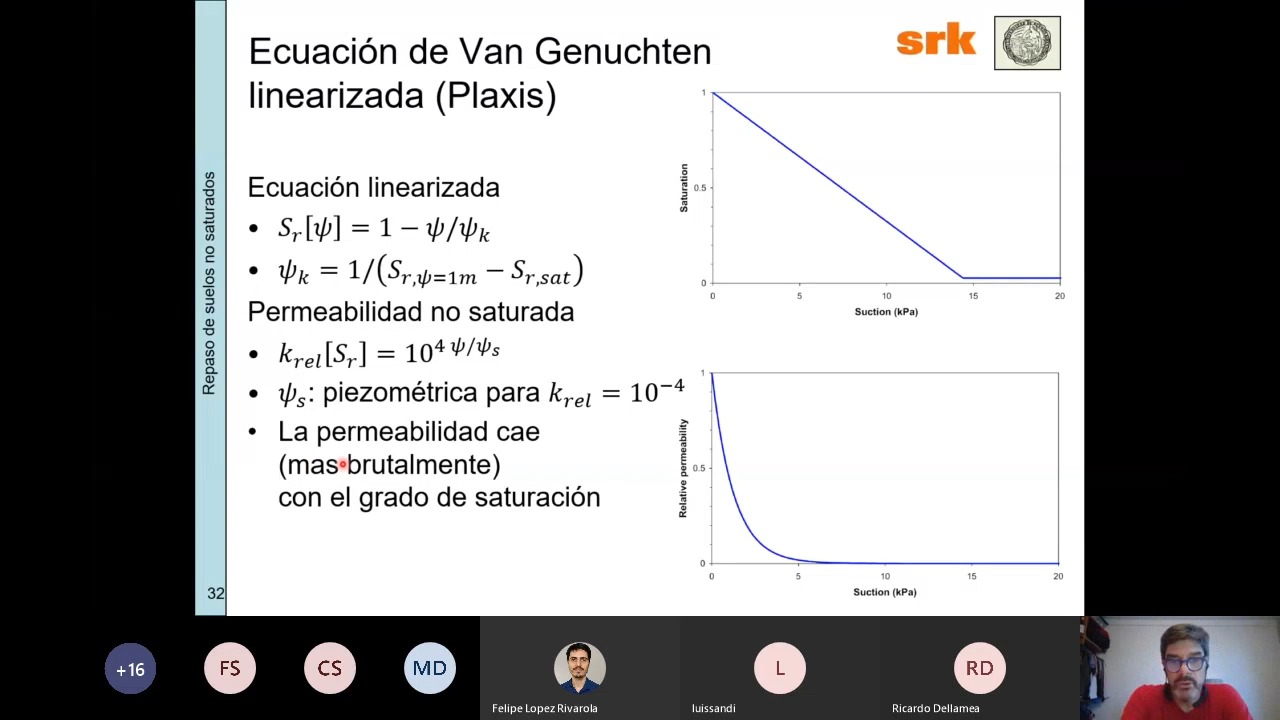 Ecuación de Van Genuchten
linearizada (Plaxis)
srk
Repaso de suelos no saturados
Ecuación linearizada
• S_r[ψ] = 1 − ψ/ψ_k
• ψ_k = 1/(S_{r,ψ=1m} − S_{r,sat})
Permeabilidad no saturada
• k_{rel}[S_r] = 10^{4 ψ/ψ_s}
• ψ_s: piezométrica para k_{rel} = 10^{−4}
• La permeabilidad cae
(mas brutalmente)
con el grado de saturación
32
1
0.5
0
Saturation
0 5 10 15 20
Suction (kPa)
1
0.5
0
Relative permeability
0 5 10 15 20
Suction (kPa)
+16
FS
CS
MD
Felipe Lopez Rivarola
L
luissandi
RD
Ricardo Dellamea